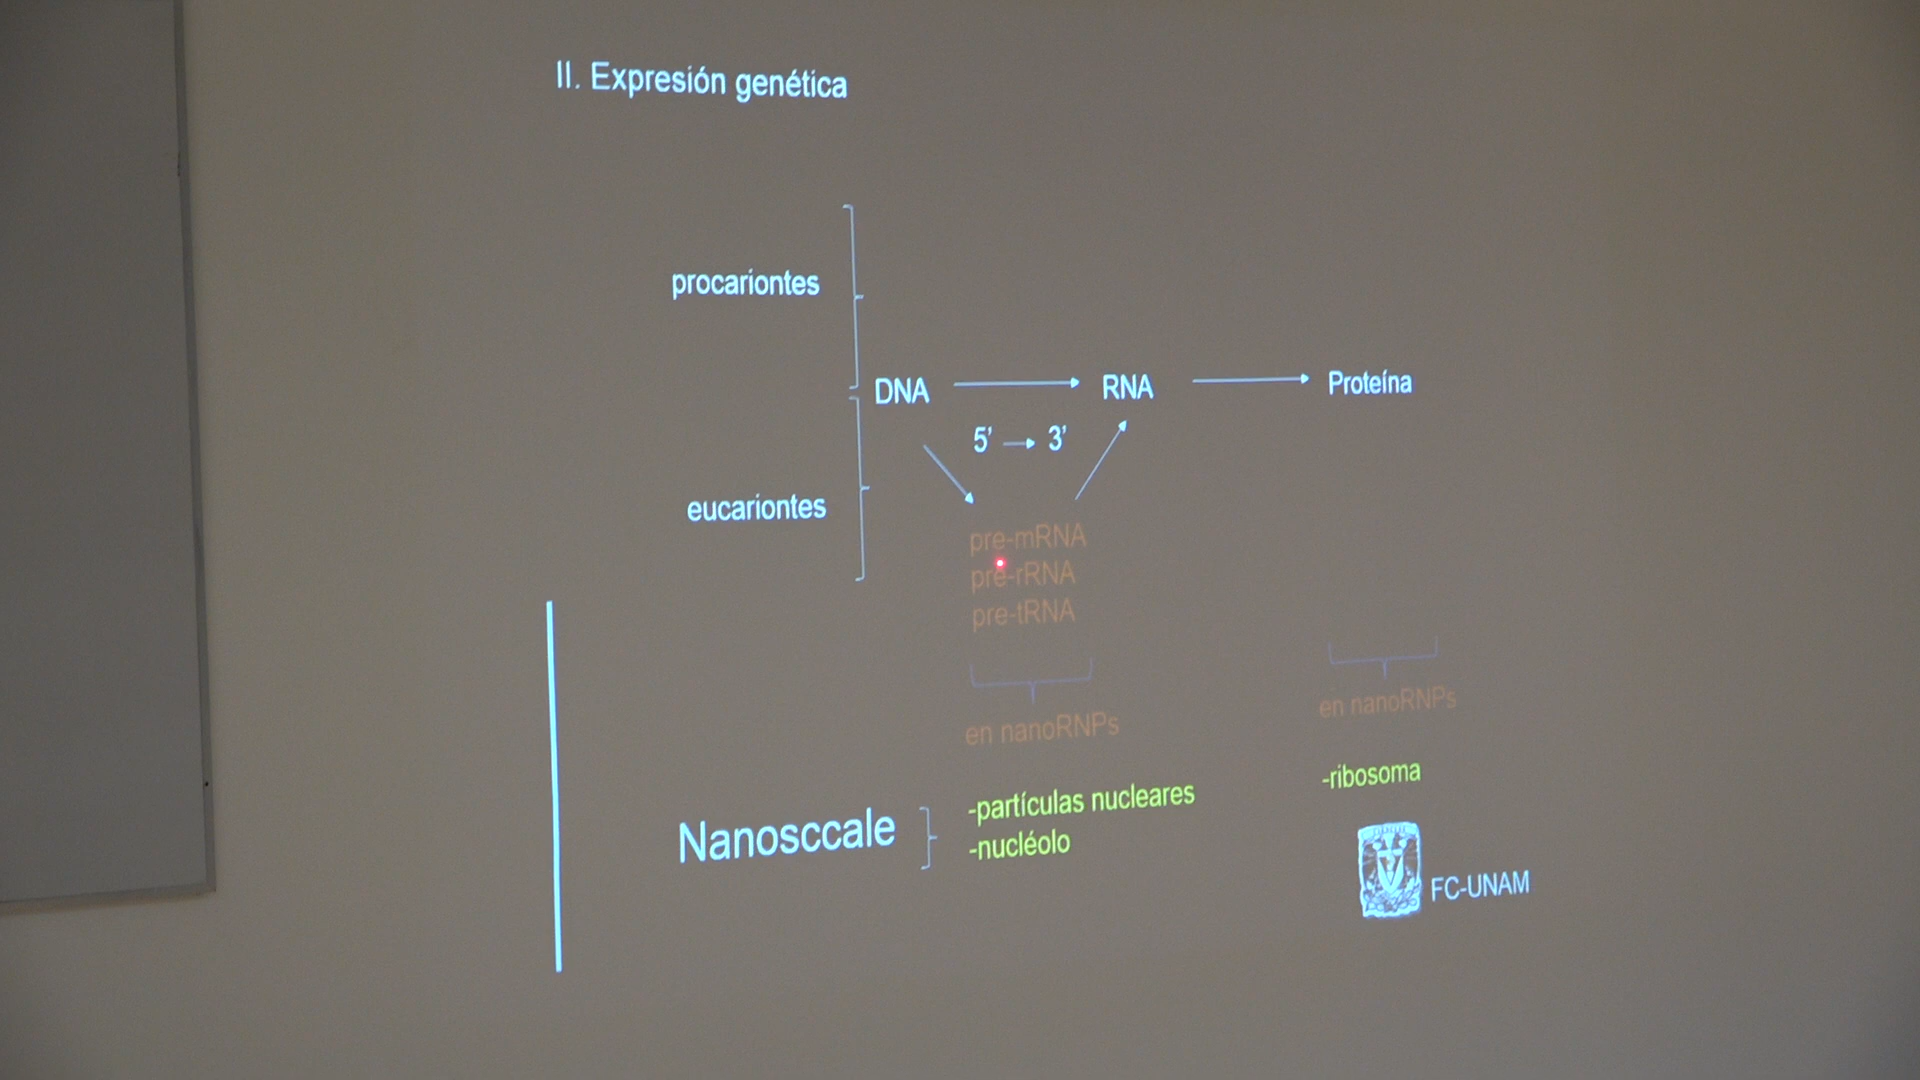 II. Expresión genética
procariontes
DNA → RNA → Proteína
5' → 3'
eucariontes
pre-mRNA
pre-rRNA
pre-tRNA
en nanoRNPs
en nanoRNPs
Nanosccale
-partículas nucleares
-nucléolo
-ribosoma
FC-UNAM